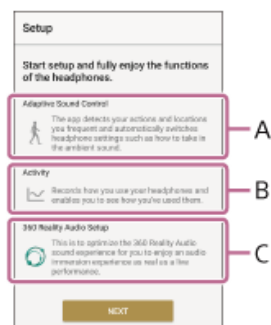 Setup
Start setup and fully enjoy the functions
of the headphones.
Adaptive Sound Control
The app detects your actions and locations
you frequent and automatically switches
headphone settings such as how to take in
the ambient sound.
A
Activity
Records how you use your headphones and
enables you to see how you've used them.
B
360 Reality Audio Setup
This is to optimize the 360 Reality Audio
sound experience for you to enjoy an audio
immersion experience as real as a live
performance.
C
NEXT